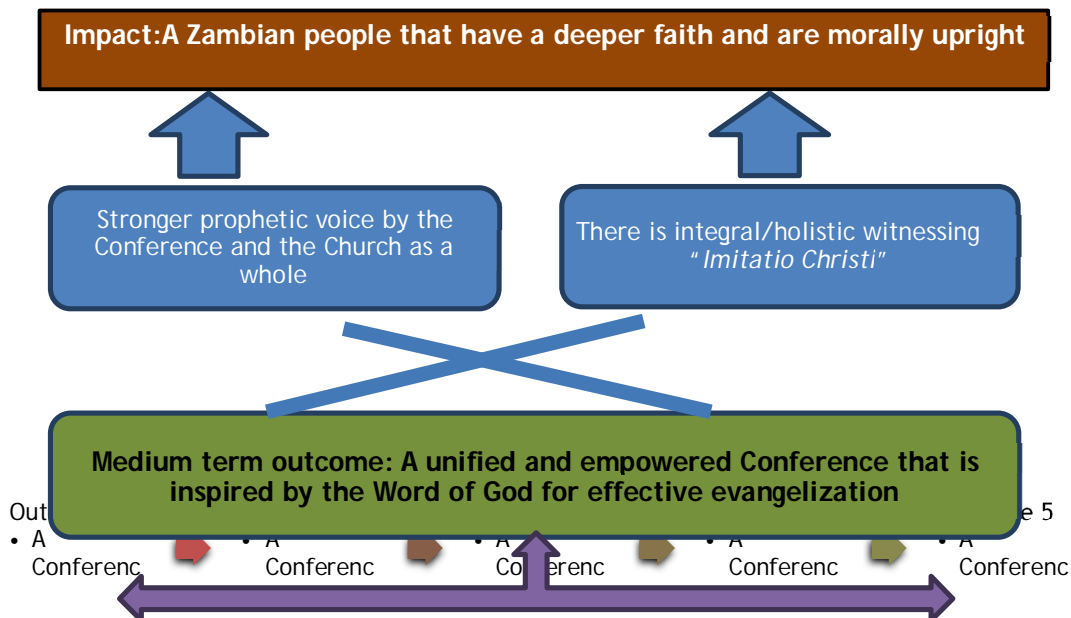 Impact:A Zambian people that have a deeper faith and are morally upright
Stronger prophetic voice by the
Conference and the Church as a
whole
There is integral/holistic witnessing
"Imitatio Christi"
Medium term outcome: A unified and empowered Conference that is
inspired by the Word of God for effective evangelization
Out
e 5
• A
Conferenc
• A
Conferenc
• A
Conferenc
• A
Conferenc
• A
Conferenc